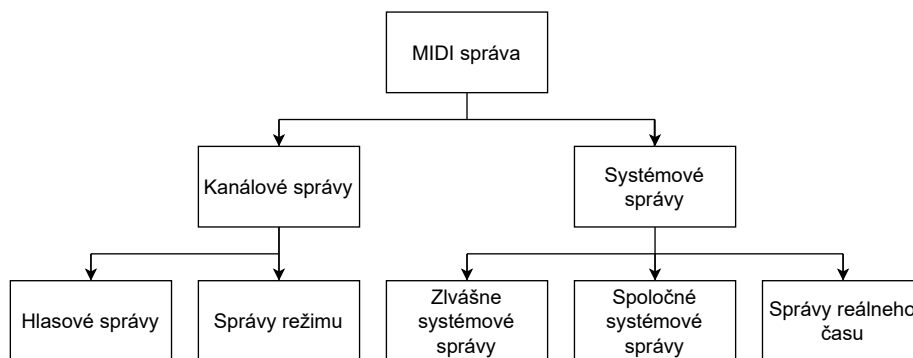 MIDI správa
Kanálové správy
Systémové
správy
Hlasové správy
Správy režimu
Zlvášne
systémové
správy
Spoločné
systémové
správy
Správy reálneho
času